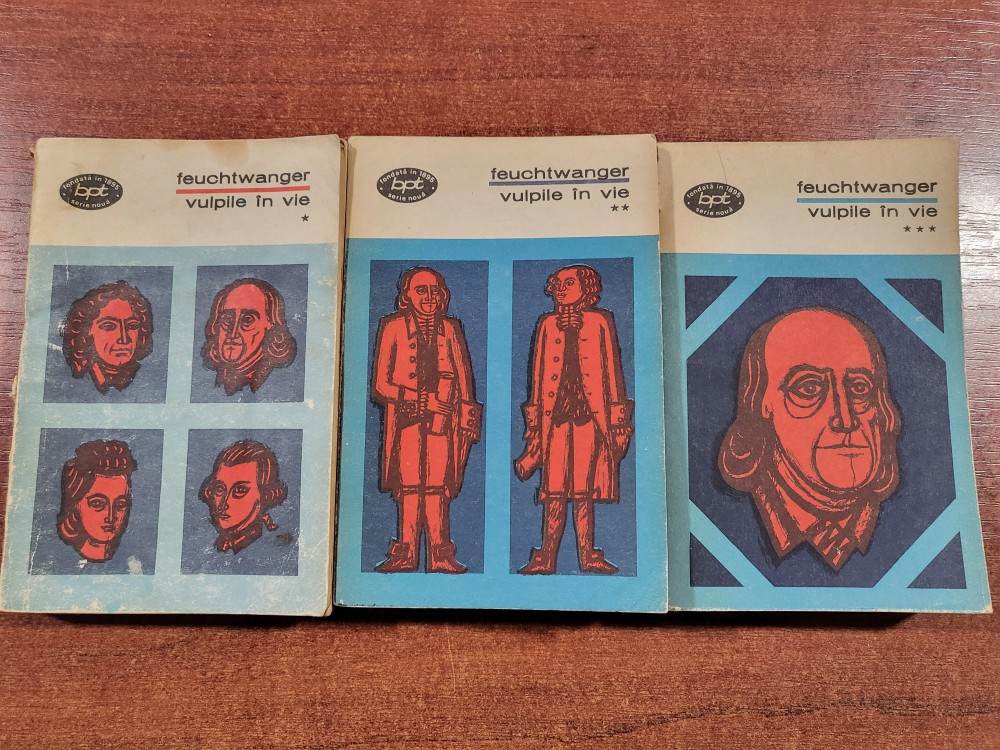 fondată în 1895
bpt
serie nouă
feuchtwanger
vulpile în vie
*
fondată în 1895
bpt
serie nouă
feuchtwanger
vulpile în vie
**
fondată în 1895
bpt
serie nouă
feuchtwanger
vulpile în vie
***